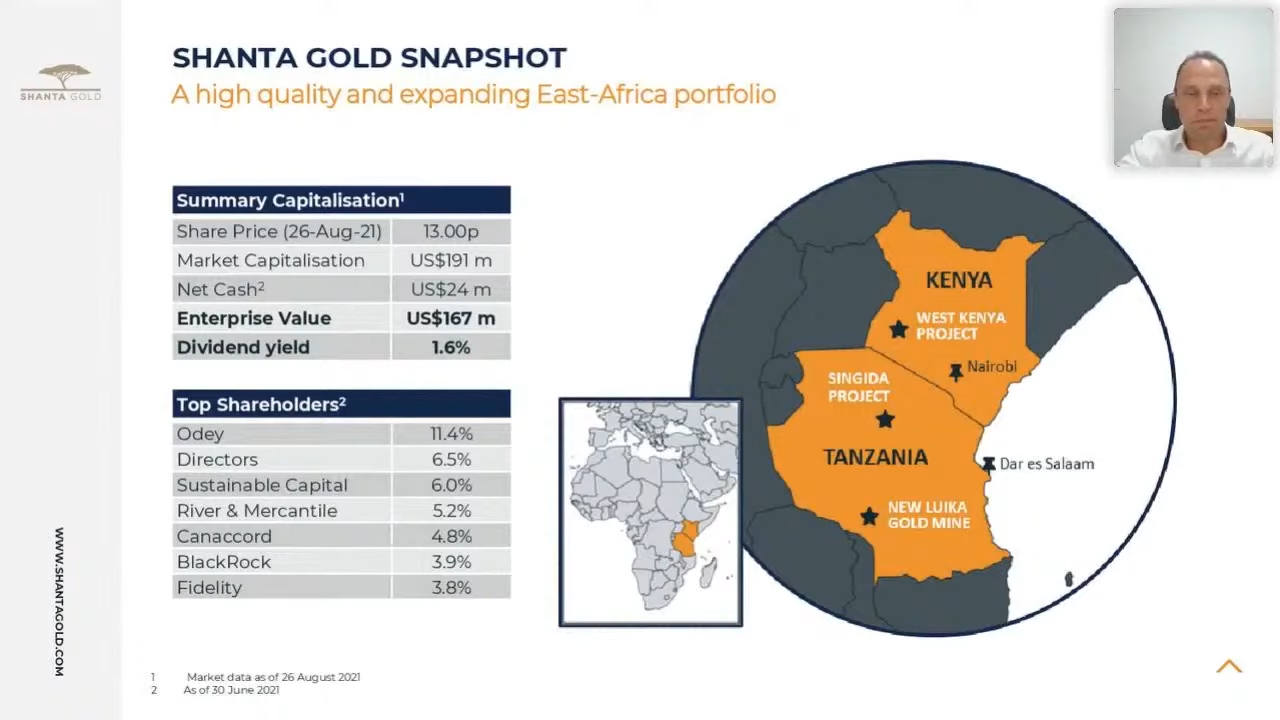 SHANTA GOLD SNAPSHOT
A high quality and expanding East-Africa portfolio
SHANTA GOLD
Summary Capitalisation¹
Share Price (26-Aug-21) 13.00p
Market Capitalisation US$191 m
Net Cash² US$24 m
Enterprise Value US$167 m
Dividend yield 1.6%
Top Shareholders²
Odey 11.4%
Directors 6.5%
Sustainable Capital 6.0%
River & Mercantile 5.2%
Canaccord 4.8%
BlackRock 3.9%
Fidelity 3.8%
KENYA
WEST KENYA
PROJECT
Nairobi
SINGIDA
PROJECT
TANZANIA
Dar es Salaam
NEW LUIKA
GOLD MINE
WWW.SHANTAGOLD.COM
1 Market data as of 26 August 2021
2 As of 30 June 2021